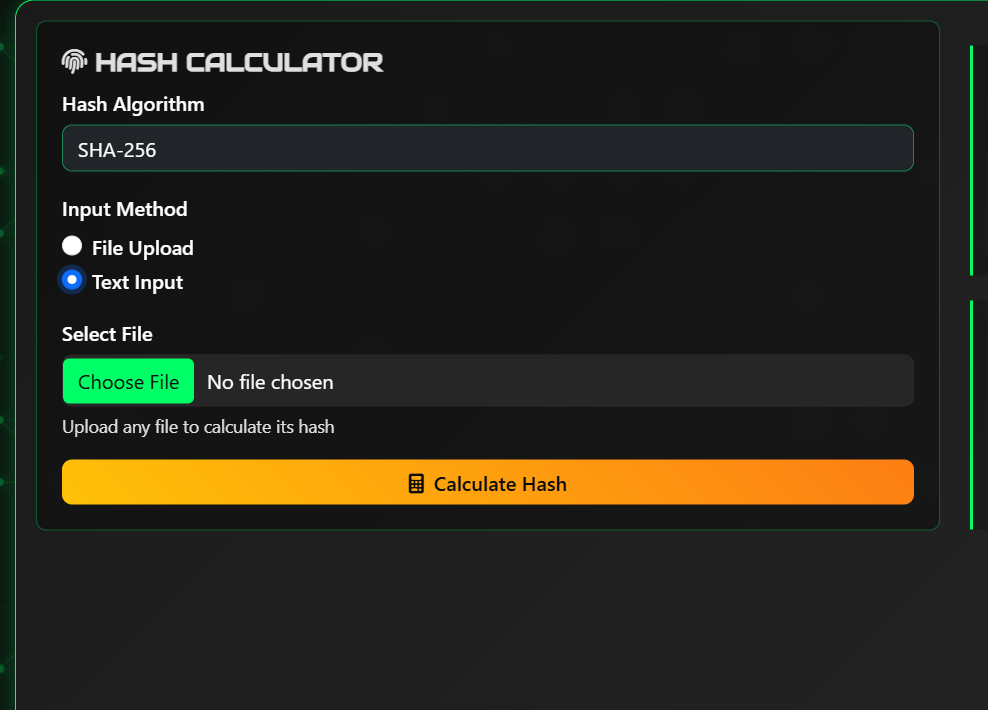 HASH CALCULATOR
Hash Algorithm
SHA-256
Input Method
File Upload
Text Input
Select File
Choose File No file chosen
Upload any file to calculate its hash
Calculate Hash